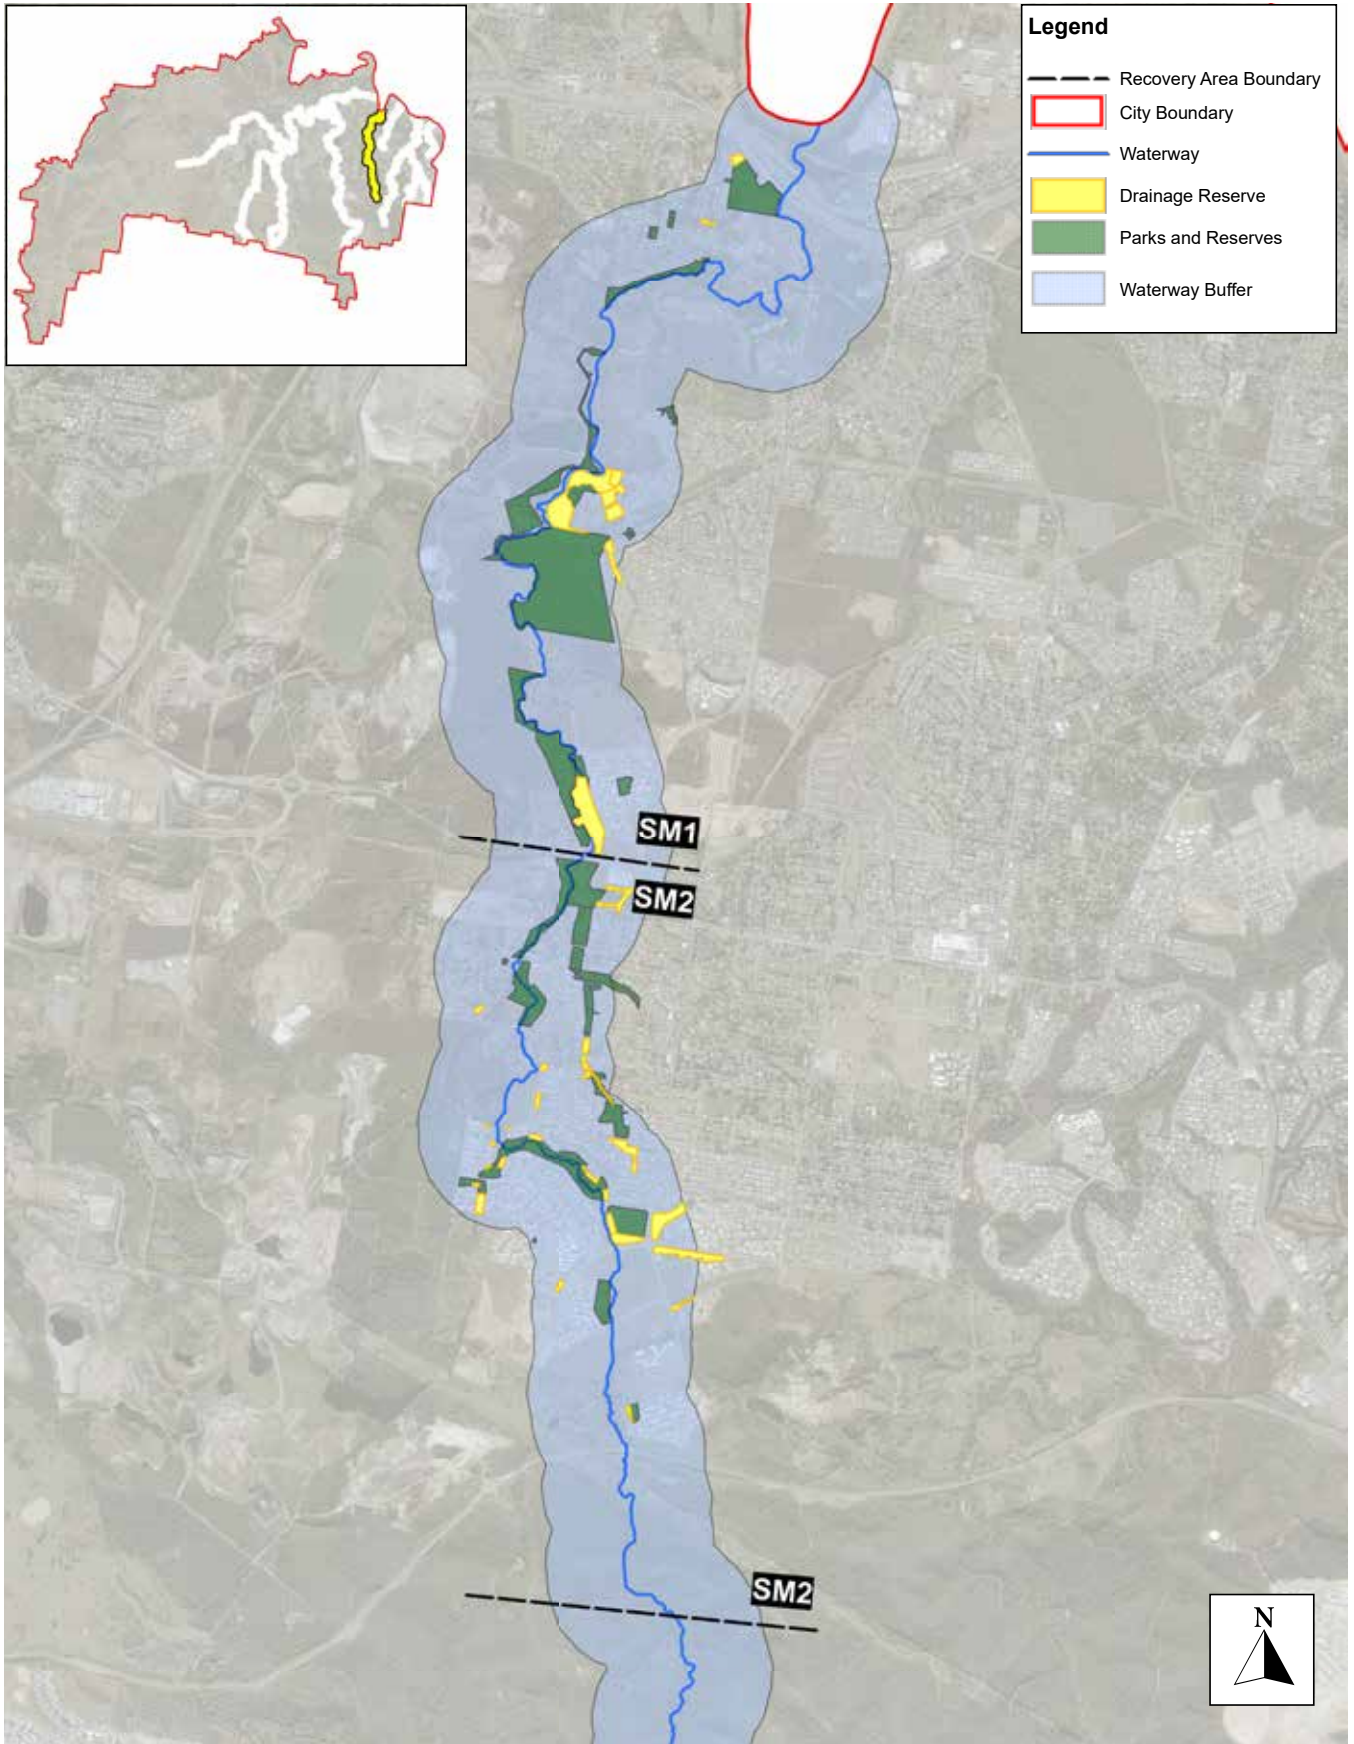 Legend
Recovery Area Boundary
City Boundary
Waterway
Drainage Reserve
Parks and Reserves
Waterway Buffer
SM1
SM2
SM2
N